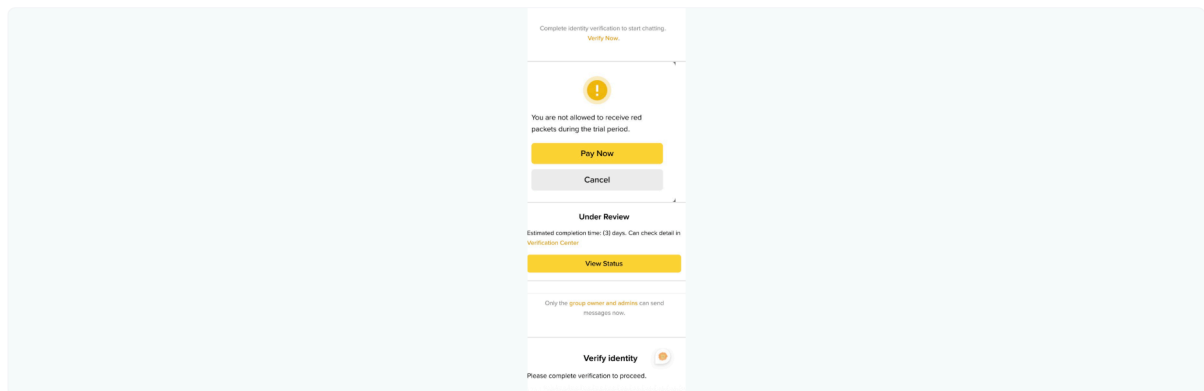 Complete identity verification to start chatting.
Verify Now.
You are not allowed to receive red
packets during the trial period.
Pay Now
Cancel
Under Review
Estimated completion time: (3) days. Can check detail in
Verification Center
View Status
Only the group owner and admins can send
messages now.
Verify identity
Please complete verification to proceed.